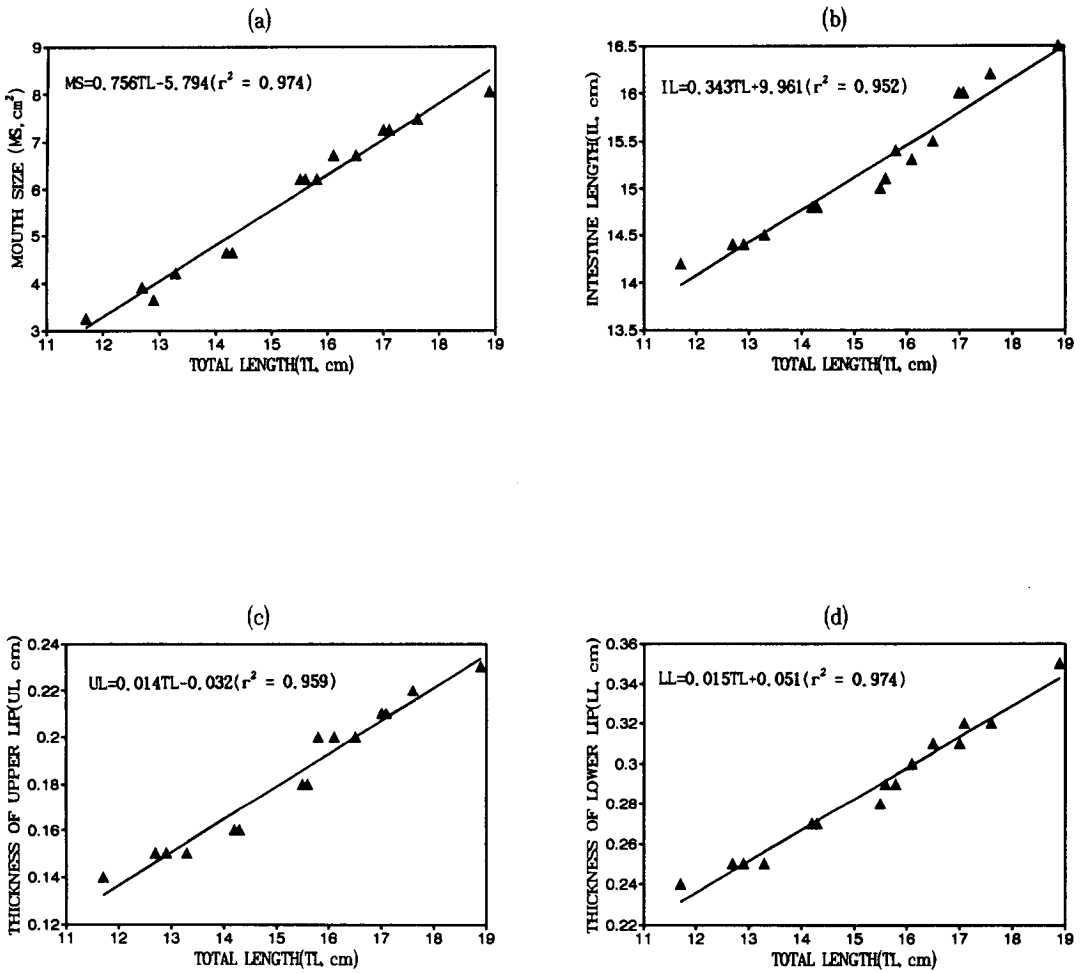 (a)
MS=0.756TL-5.794(r² = 0.974)
MOUTH SIZE (MS, cm²)
9
8
7
6
5
4
3
11 12 13 14 15 16 17 18 19
TOTAL LENGTH(TL, cm)
(b)
IL=0.343TL+9.961(r² = 0.952)
INTESTINE LENGTH(IL, cm)
16.5
16
15.5
15
14.5
14
13.5
11 12 13 14 15 16 17 18 19
TOTAL LENGTH(TL, cm)
(c)
UL=0.014TL-0.032(r² = 0.959)
THICKNESS OF UPPER LIP(UL, cm)
0.24
0.22
0.2
0.18
0.16
0.14
0.12
11 12 13 14 15 16 17 18 19
TOTAL LENGTH(TL, cm)
(d)
LL=0.015TL+0.051(r² = 0.974)
THICKNESS OF LOWER LIP(LL, cm)
0.36
0.34
0.32
0.3
0.28
0.26
0.24
0.22
11 12 13 14 15 16 17 18 19
TOTAL LENGTH(TL, cm)